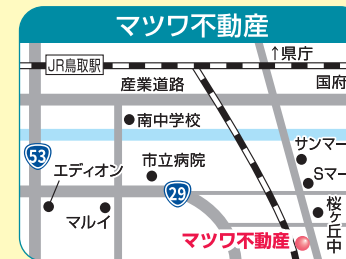 マツワ不動産
↑県庁
JR鳥取駅
産業道路
国府
南中学校
サンマー
53
エディオン
市立病院
Sマー
29
マルイ
桜ヶ丘中
マツワ不動産